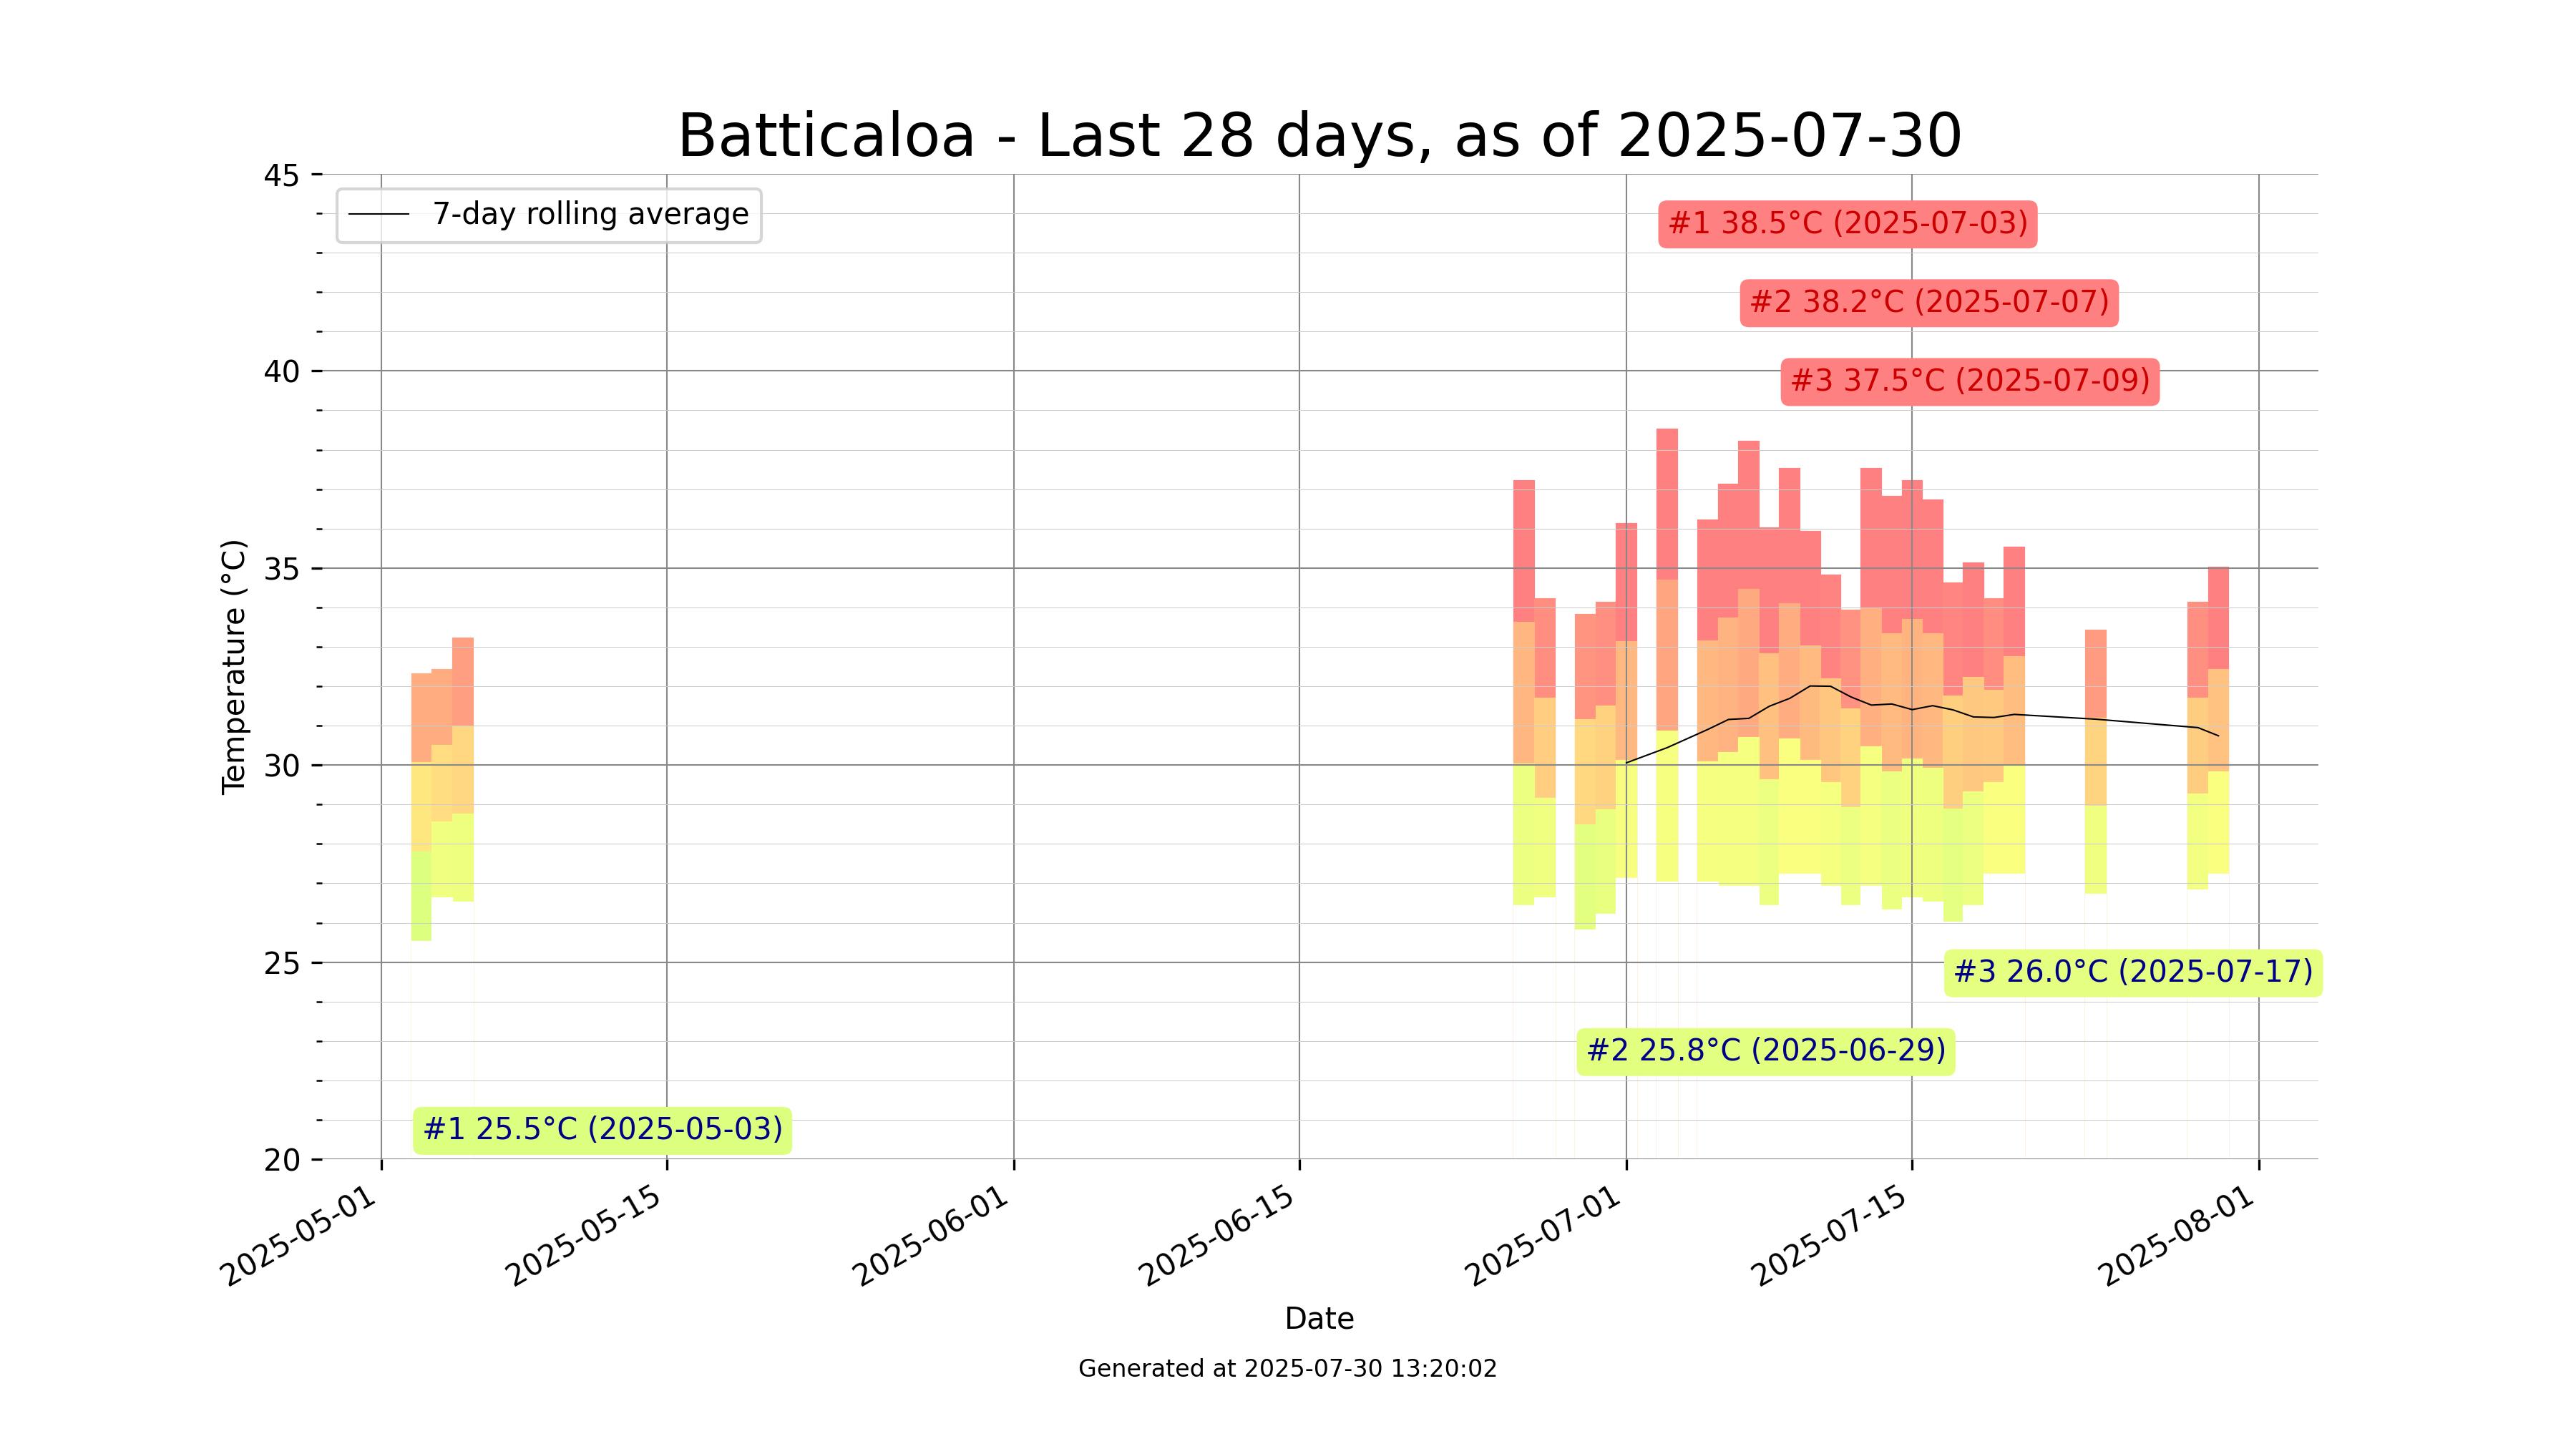 Batticaloa - Last 28 days, as of 2025-07-30
7-day rolling average
#1 38.5°C (2025-07-03)
#2 38.2°C (2025-07-07)
#3 37.5°C (2025-07-09)
#3 26.0°C (2025-07-17)
#2 25.8°C (2025-06-29)
#1 25.5°C (2025-05-03)
Temperature (°C)
45
40
35
30
25
20
2025-05-01
2025-05-15
2025-06-01
2025-06-15
2025-07-01
2025-07-15
2025-08-01
Date
Generated at 2025-07-30 13:20:02